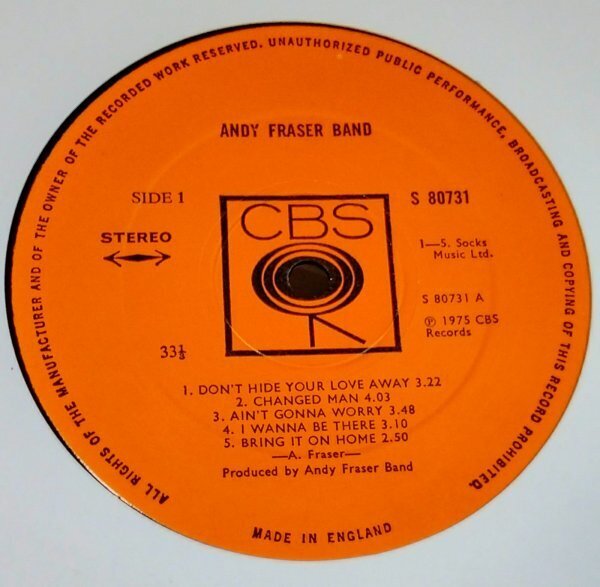 ALL RIGHTS OF THE MANUFACTURER AND OF THE OWNER OF THE RECORDED WORK RESERVED. UNAUTHORIZED PUBLIC PERFORMANCE, BROADCASTING AND COPYING OF THIS RECORD PROHIBITED.
ANDY FRASER BAND
SIDE 1
S 80731
CBS
STEREO
1—5. Socks
Music Ltd.
S 80731 A
℗ 1975 CBS
Records
33⅓
1. DON'T HIDE YOUR LOVE AWAY 3.22
2. CHANGED MAN 4.03
3. AIN'T GONNA WORRY 3.48
4. I WANNA BE THERE 3.10
5. BRING IT ON HOME 2.50
—A. Fraser—
Produced by Andy Fraser Band
MADE IN ENGLAND